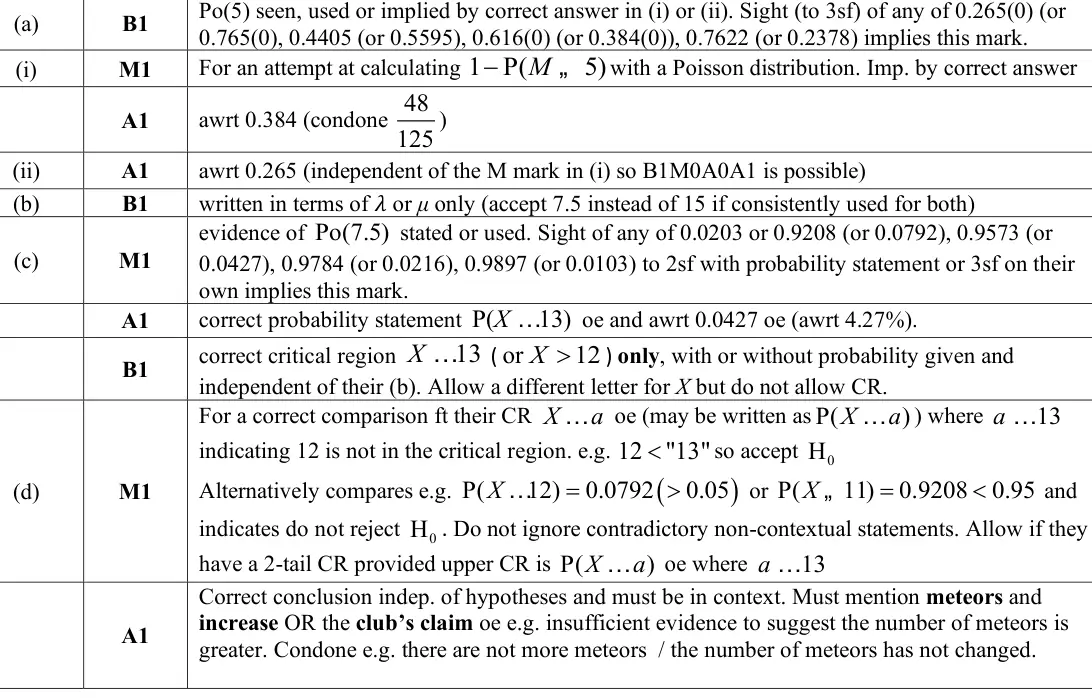 (a) B1 Po(5) seen, used or implied by correct answer in (i) or (ii). Sight (to 3sf) of any of 0.265(0) (or
0.765(0), 0.4405 (or 0.5595), 0.616(0) (or 0.384(0)), 0.7622 (or 0.2378) implies this mark.
(i) M1 For an attempt at calculating 1 − P(M „ 5) with a Poisson distribution. Imp. by correct answer
A1 awrt 0.384 (condone 48/125)
(ii) A1 awrt 0.265 (independent of the M mark in (i) so B1M0A0A1 is possible)
(b) B1 written in terms of λ or μ only (accept 7.5 instead of 15 if consistently used for both)
(c) M1 evidence of Po(7.5) stated or used. Sight of any of 0.0203 or 0.9208 (or 0.0792), 0.9573 (or
0.0427), 0.9784 (or 0.0216), 0.9897 (or 0.0103) to 2sf with probability statement or 3sf on their
own implies this mark.
A1 correct probability statement P(X …13) oe and awrt 0.0427 oe (awrt 4.27%).
B1 correct critical region X …13 (or X > 12) only, with or without probability given and
independent of their (b). Allow a different letter for X but do not allow CR.
(d) M1 For a correct comparison ft their CR X …a oe (may be written as P(X …a)) where a …13
indicating 12 is not in the critical region. e.g. 12 < "13" so accept H₀
Alternatively compares e.g. P(X …12) = 0.0792 (> 0.05) or P(X „ 11) = 0.9208 < 0.95 and
indicates do not reject H₀. Do not ignore contradictory non-contextual statements. Allow if they
have a 2-tail CR provided upper CR is P(X …a) oe where a …13
A1 Correct conclusion indep. of hypotheses and must be in context. Must mention meteors and
increase OR the club's claim oe e.g. insufficient evidence to suggest the number of meteors is
greater. Condone e.g. there are not more meteors / the number of meteors has not changed.